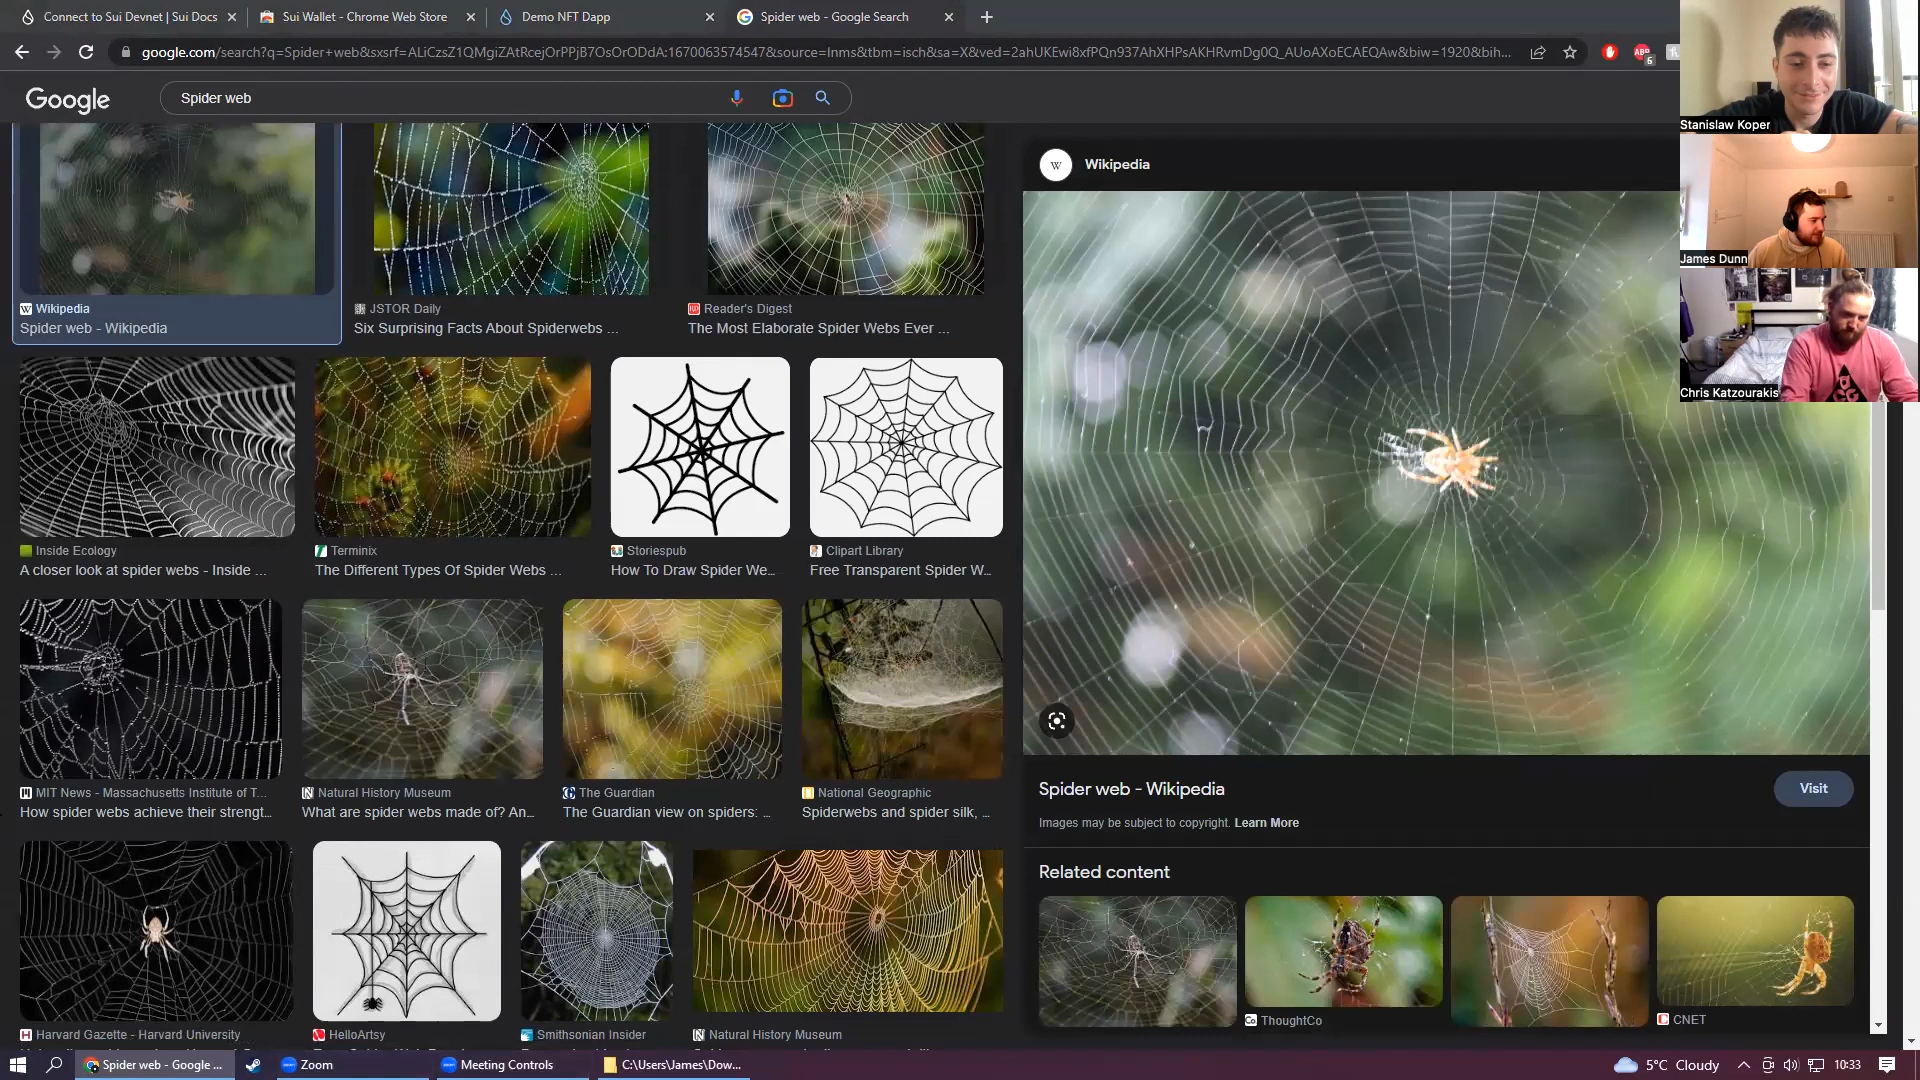 Connect to Sui Devnet | Sui Docs
Sui Wallet - Chrome Web Store
Demo NFT Dapp
Spider web - Google Search
google.com/search?q=Spider+web&sxsrf=ALiCzsZ1QMgiZAtRcejOrPPjB7OsOrODdA:1670063574547&source=lnms&tbm=isch&sa=X&ved=2ahUKEwi8xfPQn937AhXHPsAKHRvmDg0Q_AUoAXoECAEQAw&biw=1920&bih...
ABP
6
Google
Spider web
Stanislaw Koper
James Dunn
Chris Katzourakis
W Wikipedia
Spider web - Wikipedia
JSTOR Daily
Six Surprising Facts About Spiderwebs ...
Reader's Digest
The Most Elaborate Spider Webs Ever ...
Inside Ecology
A closer look at spider webs - Inside ...
Terminix
The Different Types Of Spider Webs ...
Storiespub
How To Draw Spider We...
Clipart Library
Free Transparent Spider W...
MIT News - Massachusetts Institute of T...
How spider webs achieve their strengt...
Natural History Museum
What are spider webs made of? An...
The Guardian
The Guardian view on spiders: ...
National Geographic
Spiderwebs and spider silk, ...
Harvard Gazette - Harvard University
HelloArtsy
Smithsonian Insider
Natural History Museum
W Wikipedia
Spider web - Wikipedia
Visit
Images may be subject to copyright. Learn More
Related content
Co ThoughtCo
CNET
Spider web - Google ...
Zoom
Meeting Controls
C:\Users\James\Dow...
5°C Cloudy
10:33